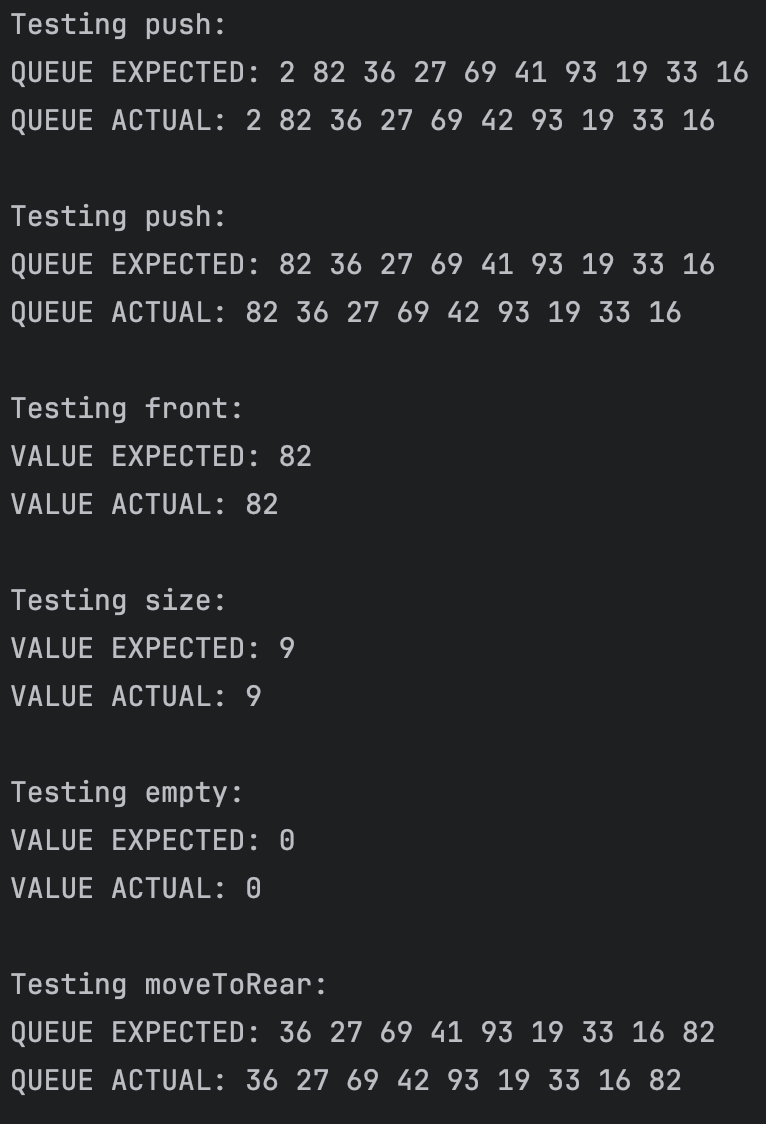 Testing push:
QUEUE EXPECTED: 2 82 36 27 69 41 93 19 33 16
QUEUE ACTUAL: 2 82 36 27 69 42 93 19 33 16
Testing push:
QUEUE EXPECTED: 82 36 27 69 41 93 19 33 16
QUEUE ACTUAL: 82 36 27 69 42 93 19 33 16
Testing front:
VALUE EXPECTED: 82
VALUE ACTUAL: 82
Testing size:
VALUE EXPECTED: 9
VALUE ACTUAL: 9
Testing empty:
VALUE EXPECTED: 0
VALUE ACTUAL: 0
Testing moveToRear:
QUEUE EXPECTED: 36 27 69 41 93 19 33 16 82
QUEUE ACTUAL: 36 27 69 42 93 19 33 16 82